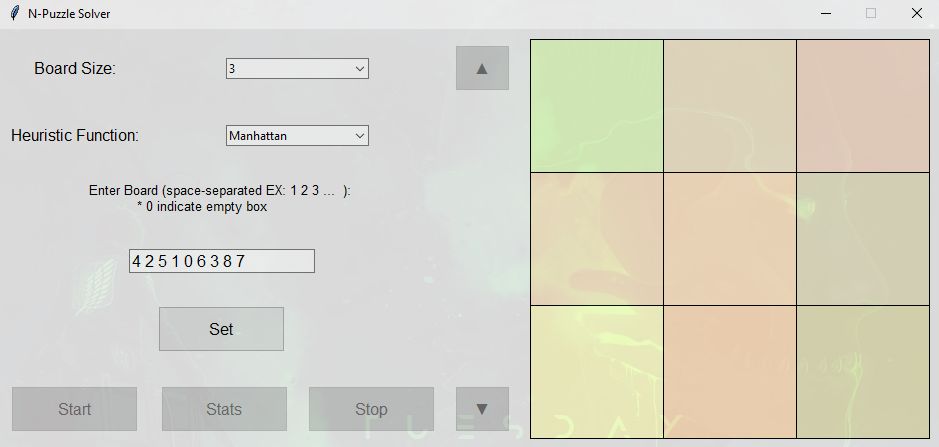 N-Puzzle Solver
Board Size:
3
▲
Heuristic Function:
Manhattan
Enter Board (space-separated EX: 1 2 3 ... ):
* 0 indicate empty box
4 2 5 1 0 6 3 8 7
Set
Start
Stats
Stop
▼
TUESDAY